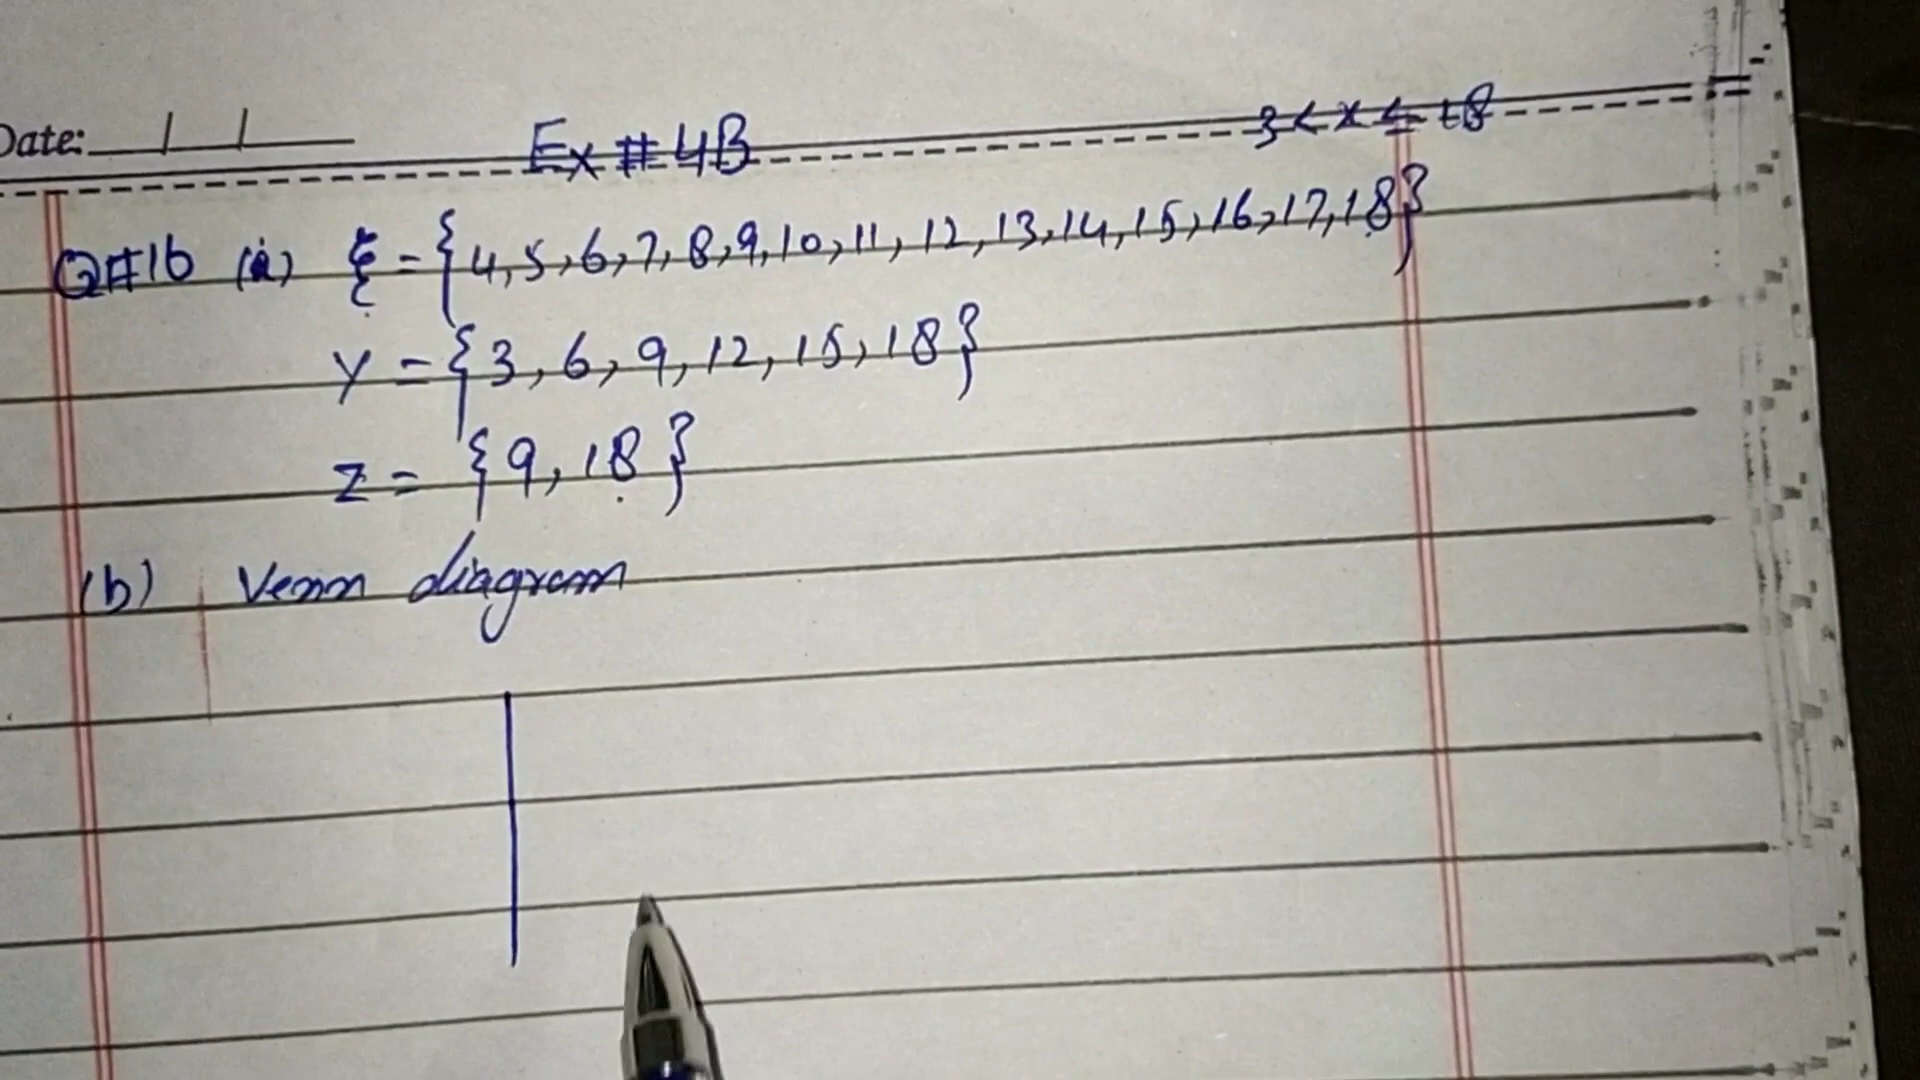 Date: / /
Ex # 4B
3 < x ≤ 18
Q#16 (a) ξ = {4,5,6,7,8,9,10,11,12,13,14,15,16,17,18}
Y = {3,6,9,12,15,18}
Z = {9,18}
(b) Venn diagram